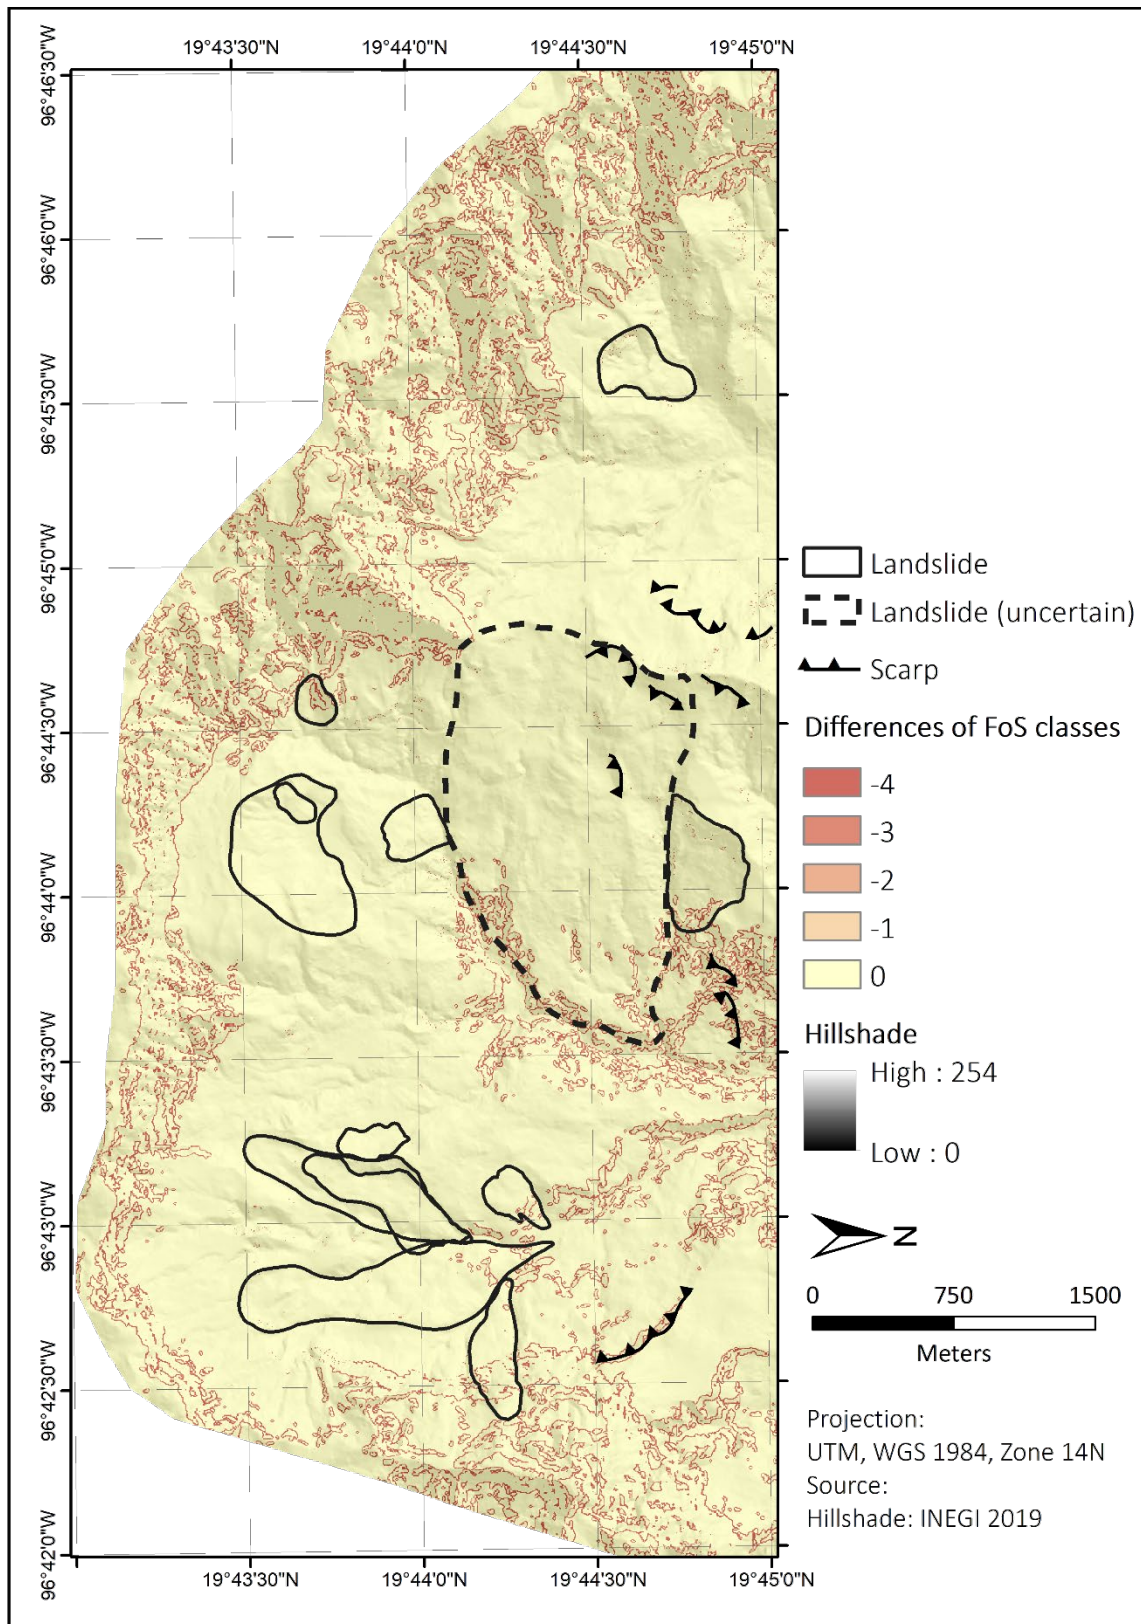 19°43'30"N 19°44'0"N 19°44'30"N 19°45'0"N
96°46'30"W
96°46'0"W
96°45'30"W
96°45'0"W
96°44'30"W
96°44'0"W
96°43'30"W
96°43'0"W
96°42'30"W
96°42'0"W
19°43'30"N 19°44'0"N 19°44'30"N 19°45'0"N
Landslide
Landslide (uncertain)
Scarp
Differences of FoS classes
-4
-3
-2
-1
0
Hillshade
High : 254
Low : 0
N
0 750 1500
Meters
Projection:
UTM, WGS 1984, Zone 14N
Source:
Hillshade: INEGI 2019